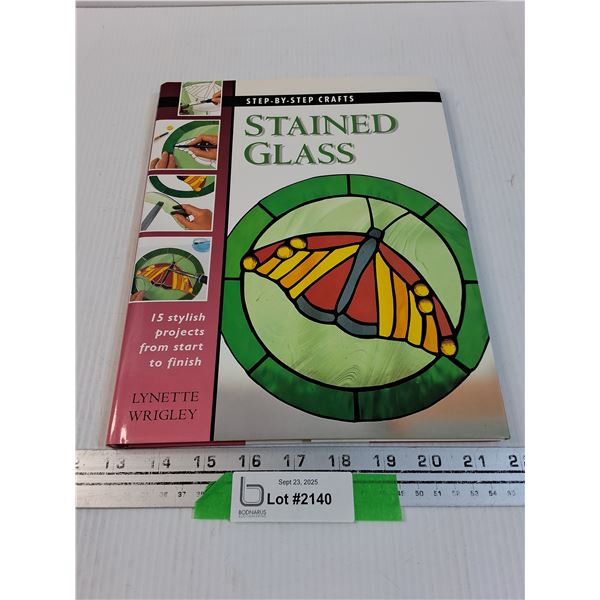 STEP-BY-STEP CRAFTS
STAINED
GLASS
15 stylish
projects
from start
to finish
LYNETTE
WRIGLEY
13 14 15 16 17 18 19 20 21 2
Sept 23, 2025
Lot #2140
BODNARUS